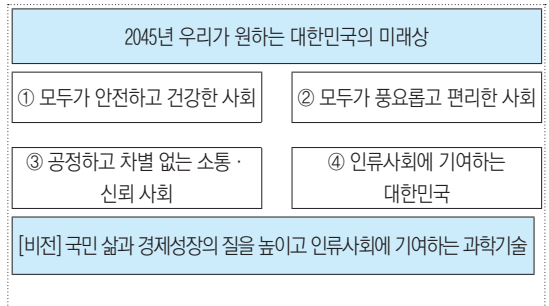 2045년 우리가 원하는 대한민국의 미래상
① 모두가 안전하고 건강한 사회
② 모두가 풍요롭고 편리한 사회
③ 공정하고 차별 없는 소통·
신뢰 사회
④ 인류사회에 기여하는
대한민국
[비전] 국민 삶과 경제성장의 질을 높이고 인류사회에 기여하는 과학기술